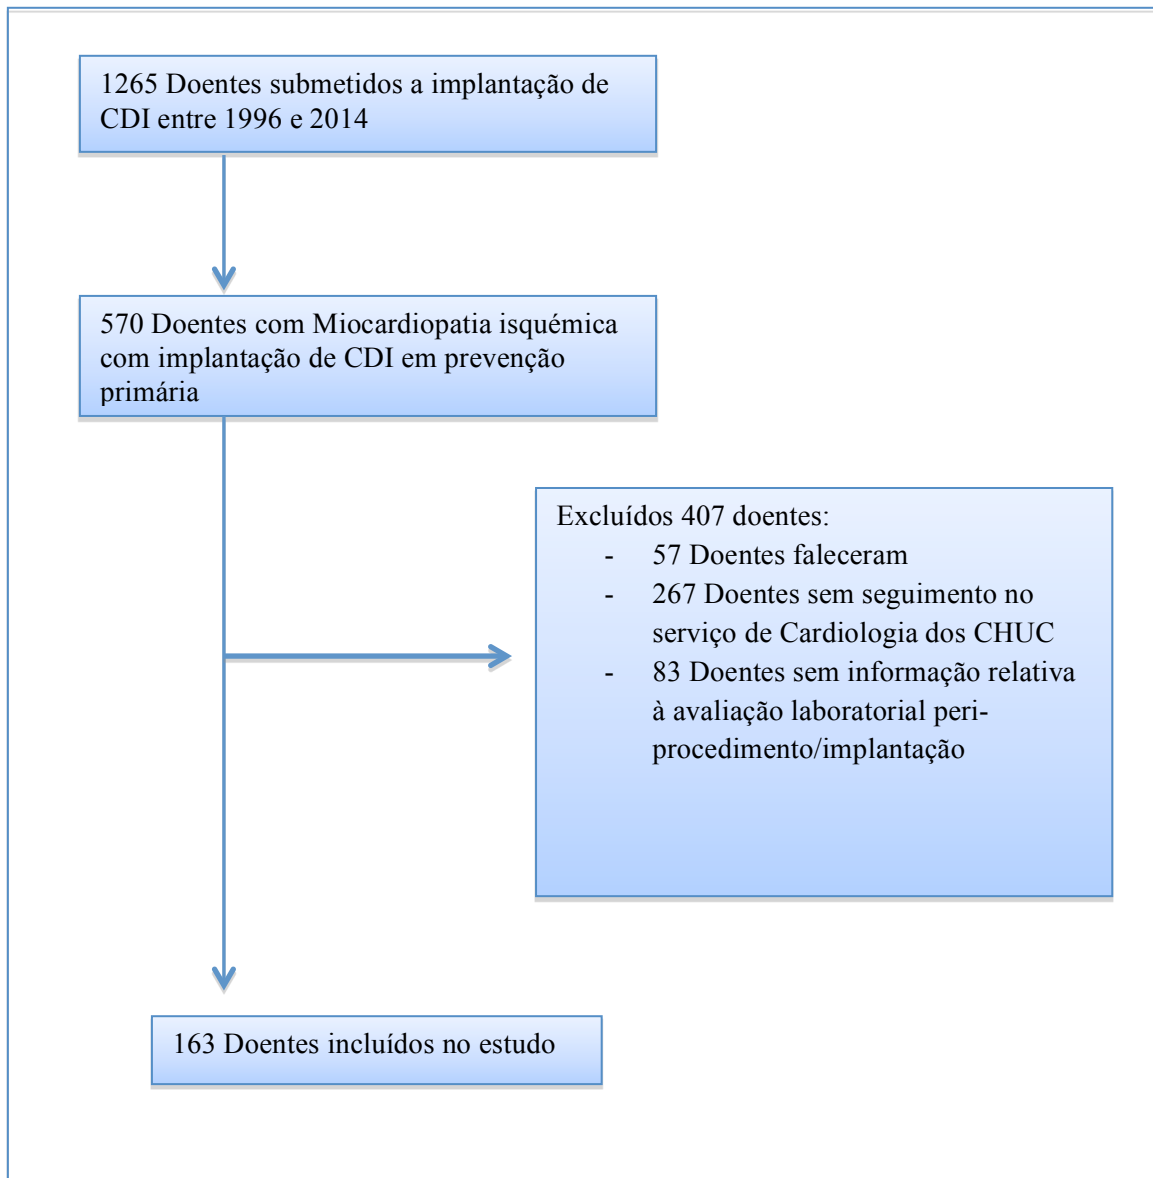 1265 Doentes submetidos a implantação de
CDI entre 1996 e 2014
570 Doentes com Miocardiopatia isquémica
com implantação de CDI em prevenção
primária
Excluídos 407 doentes:
- 57 Doentes faleceram
- 267 Doentes sem seguimento no
serviço de Cardiologia dos CHUC
- 83 Doentes sem informação relativa
à avaliação laboratorial peri-
procedimento/implantação
163 Doentes incluídos no estudo